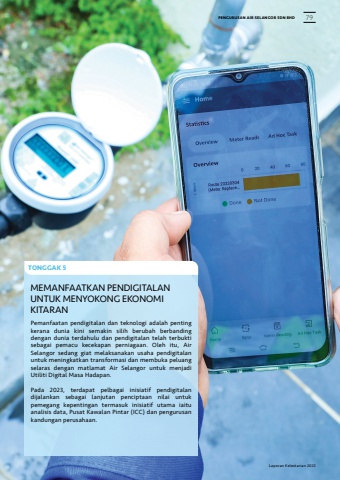 PENGURUSAN AIR SELANGOR SDN BHD
79
Home
Statistics
Overview
Meter Reads
Ad Hoc Task
Overview
Done
Not Done
TONGGAK 5
MEMANFAATKAN PENDIGITALAN
UNTUK MENYOKONG EKONOMI
KITARAN
Pemanfaatan pendigitalan dan teknologi adalah penting
kerana dunia kini semakin silih berubah berbanding
dengan dunia terdahulu dan pendigitalan telah terbukti
sebagai pemacu kecekapan perniagaan. Oleh itu, Air
Selangor sedang giat melaksanakan usaha pendigitalan
untuk meningkatkan transformasi dan membuka peluang
selaras dengan matlamat Air Selangor untuk menjadi
Utiliti Digital Masa Hadapan.
Pada 2023, terdapat pelbagai inisiatif pendigitalan
dijalankan sebagai lanjutan penciptaan nilai untuk
pemegang kepentingan termasuk inisiatif utama iaitu
analisis data, Pusat Kawalan Pintar (ICC) dan pengurusan
kandungan perusahaan.
Laporan Kelestarian 2023